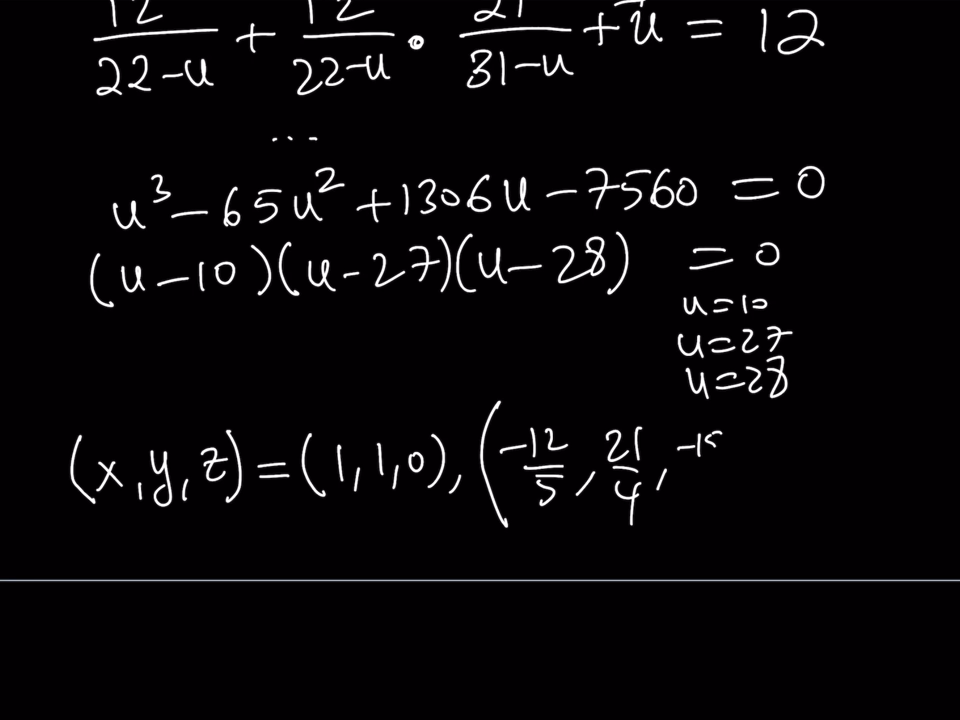 12/22-u + 12/22-u • 21/31-u + u = 12
...
u³ - 65u² + 1306u - 7560 = 0
(u-10)(u-27)(u-28) = 0
u=10
u=27
u=28
(x,y,z) = (1,1,0), (-12/5, 21/4,